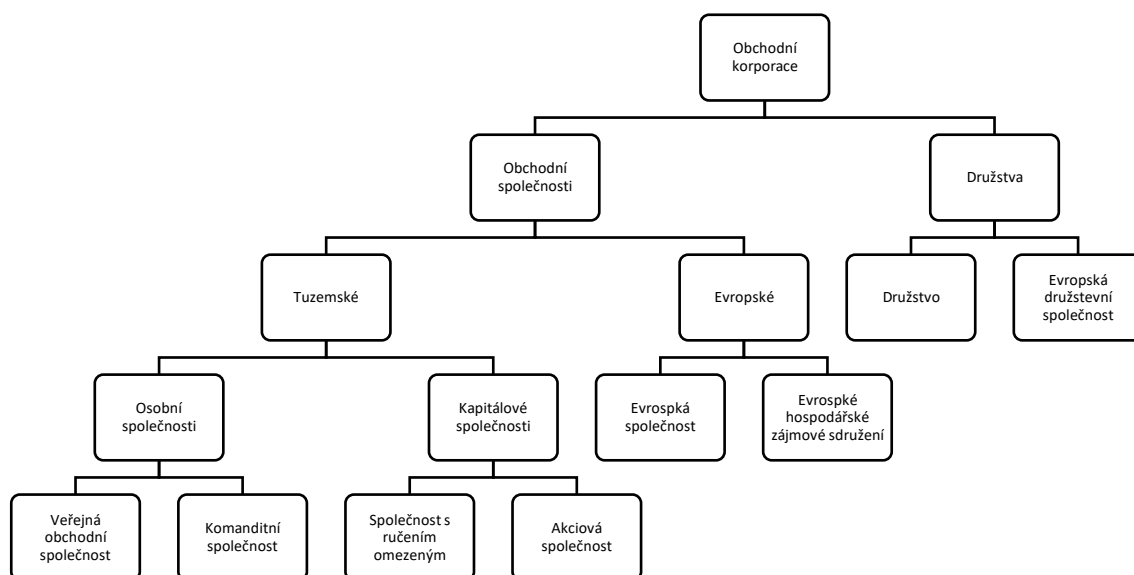 Obchodní
korporace
Obchodní
společnosti
Družstva
Tuzemské
Evropské
Družstvo
Evropská
družstevní
společnost
Osobní
společnosti
Kapitálové
společnosti
Evrospká
společnost
Evrospké
hospodářské
zájmové sdružení
Veřejná
obchodní
společnost
Komanditní
společnost
Společnost s
ručením
omezeným
Akciová
společnost